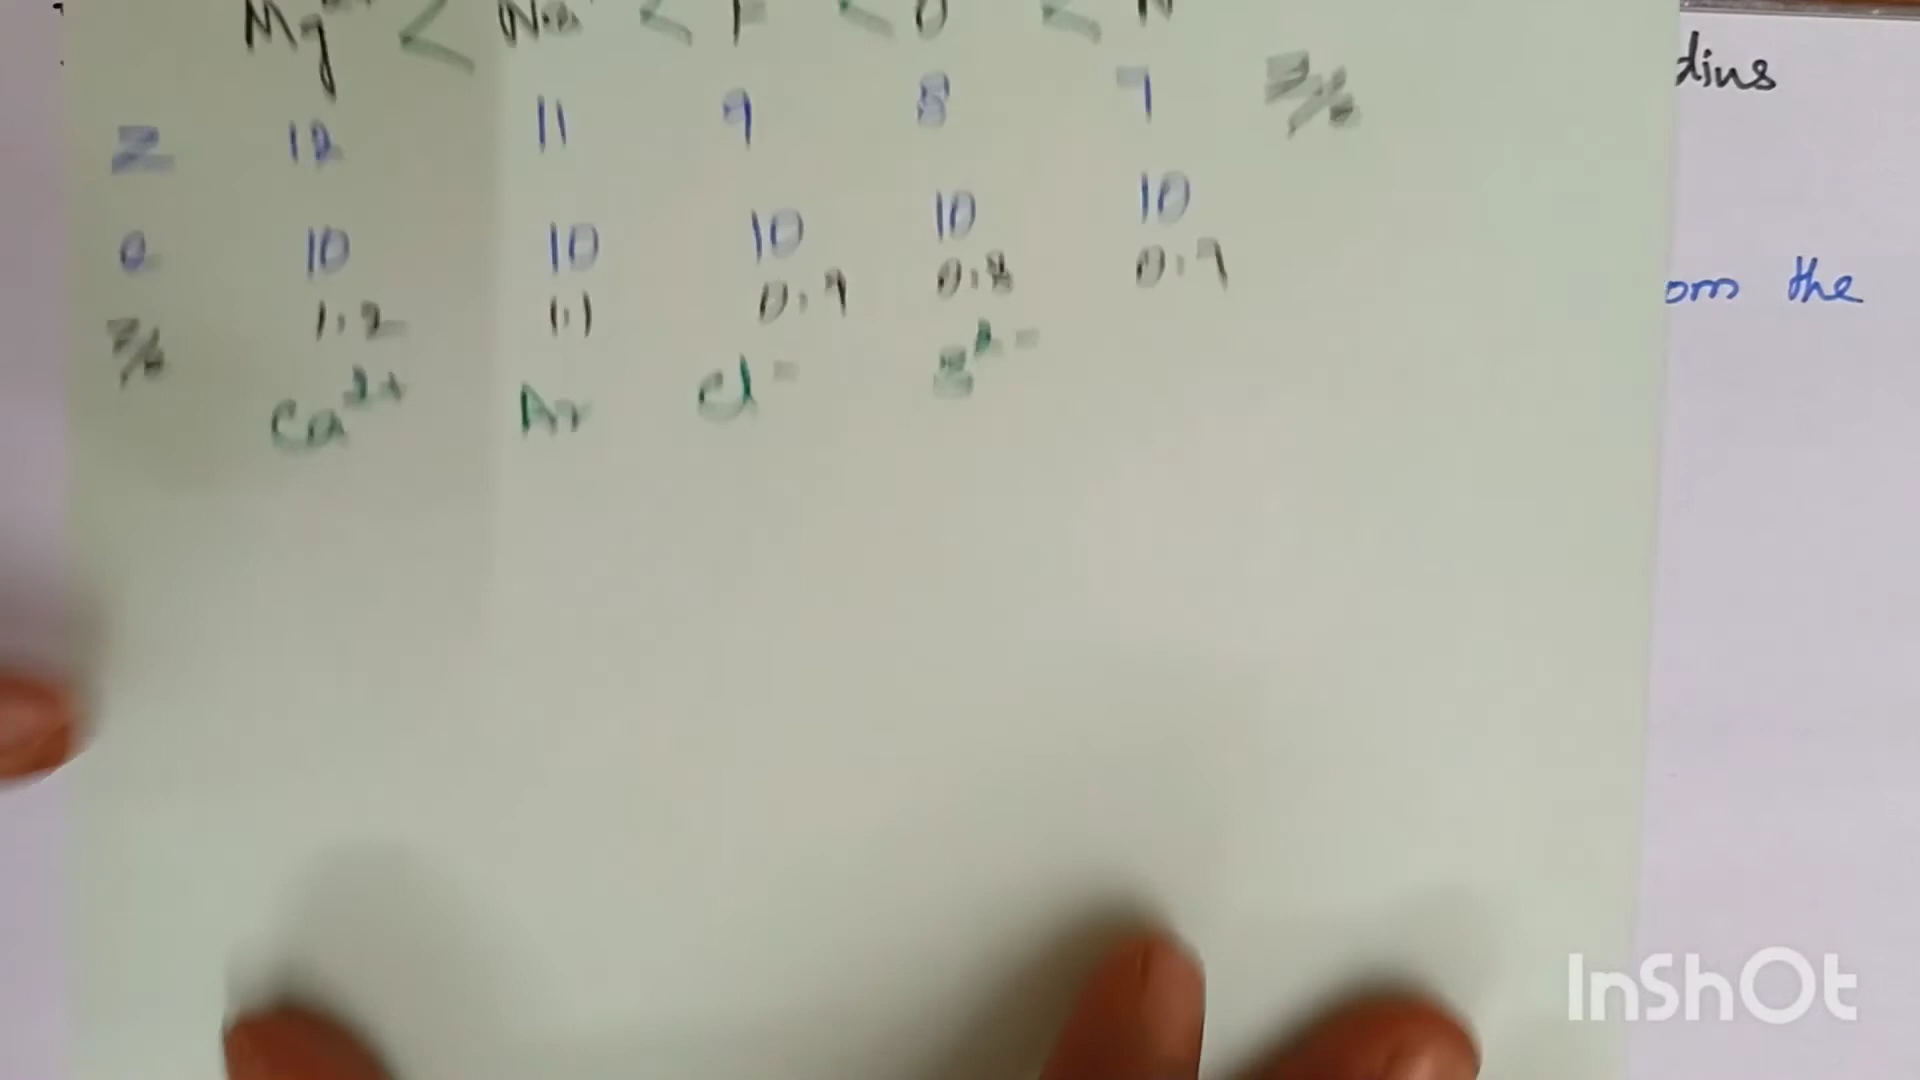 Mg < Na < F < O < N
dius
Z 12 11 9 8 7 Z/e
e 10 10 10 10 10
om the
Z/e 1.2 1.1 0.9 0.8 0.7
Ca²⁺ Ar Cl⁻ S²⁻
InShOt